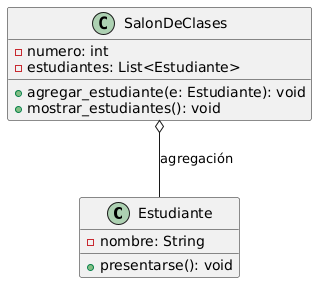 C SalonDeClases
numero: int
estudiantes: List<Estudiante>
agregar_estudiante(e: Estudiante): void
mostrar_estudiantes(): void
agregación
C Estudiante
nombre: String
presentarse(): void